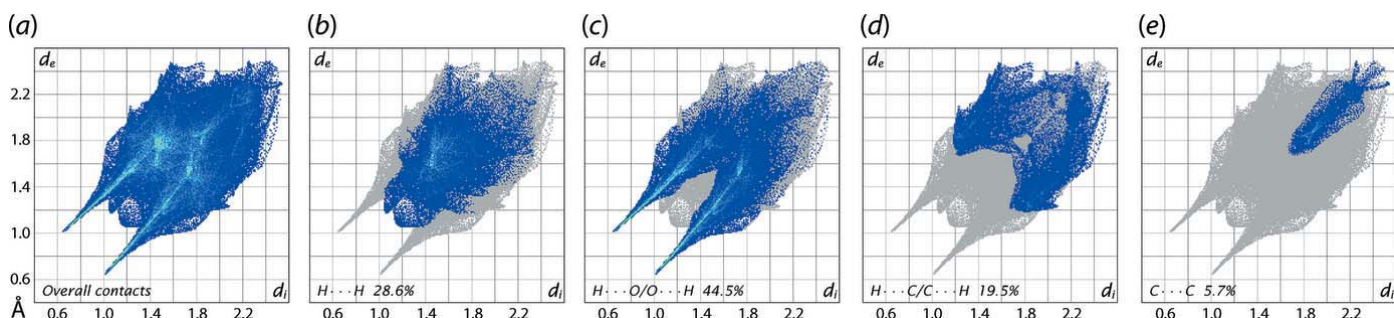 (a) (b) (c) (d) (e)
dₑ dₑ dₑ dₑ dₑ
2.2
1.8
1.4
1.0
0.6
Overall contacts dᵢ H···H 28.6% dᵢ H···O/O···H 44.5% dᵢ H···C/C···H 19.5% dᵢ C···C 5.7% dᵢ
Å 0.6 1.0 1.4 1.8 2.2 0.6 1.0 1.4 1.8 2.2 0.6 1.0 1.4 1.8 2.2 0.6 1.0 1.4 1.8 2.2 0.6 1.0 1.4 1.8 2.2